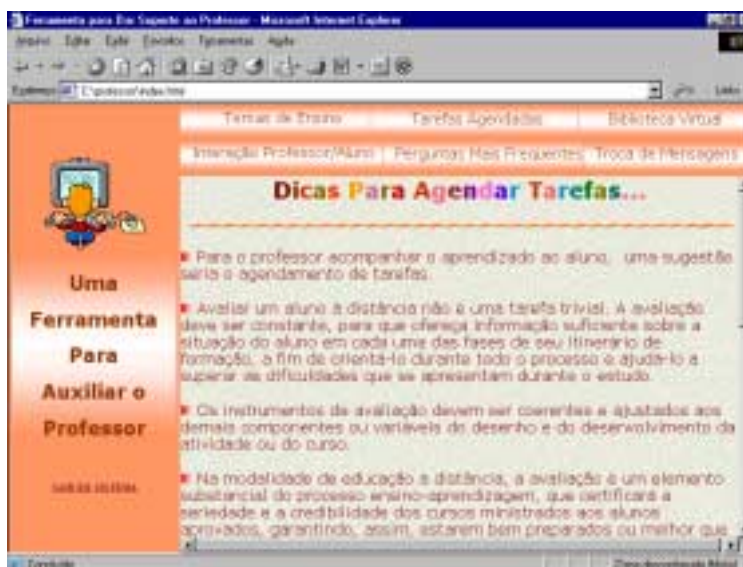 Ferramenta para Dar Suporte ao Professor - Microsoft Internet Explorer
Arquivo Editar Exibir Favoritos Ferramentas Ajuda
Endereço C:\professor\index.html Links
Temas de Ensino Tarefas Agendadas Biblioteca Virtual
Interação Professor/Aluno Perguntas Mais Frequentes Troca de Mensagens
Dicas Para Agendar Tarefas...
Uma
Ferramenta
Para
Auxiliar o
Professor
Para o professor acompanhar o aprendizado ao aluno, uma sugestão
seria o agendamento de tarefas.
Avaliar um aluno à distância não é uma tarefa trivial. A avaliação
deve ser constante, para que ofereça informação suficiente sobre a
situação do aluno em cada uma das fases de seu itinerário de
formação, a fim de orientá-lo durante todo o processo e ajudá-lo a
superar as dificuldades que se apresentam durante o estudo.
Os instrumentos de avaliação devem ser coerentes e ajustados aos
demais componentes ou variáveis do desenho e do desenvolvimento da
atividade ou do curso.
Na modalidade de educação a distância, a avaliação é um elemento
substancial do processo ensino-aprendizagem, que certificará a
seriedade e a credibilidade dos cursos ministrados aos alunos
aprovados, garantindo, assim, estarem bem preparados ou melhor que
Concluído